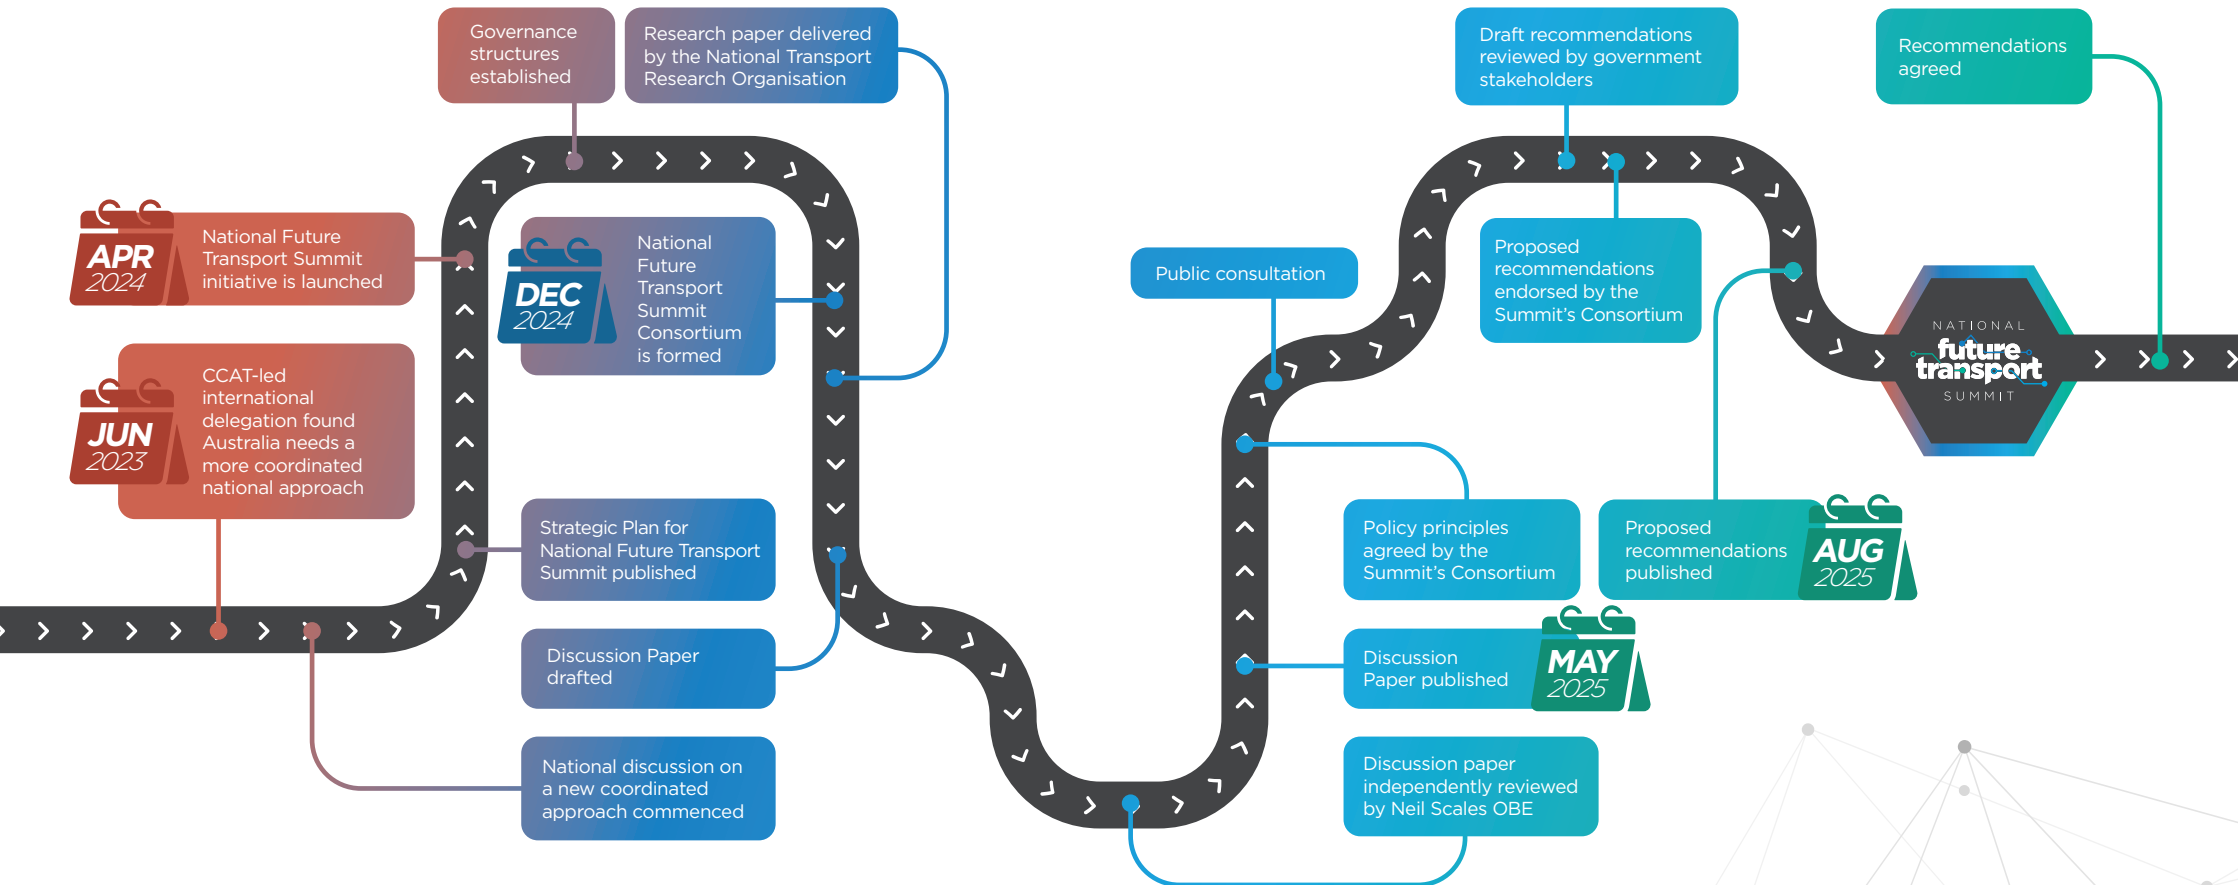 Governance
structures
established
Research paper delivered
by the National Transport
Research Organisation
Draft recommendations
reviewed by government
stakeholders
Recommendations
agreed
APR
2024
National Future
Transport Summit
initiative is launched
DEC
2024
National
Future
Transport
Summit
Consortium
is formed
Public consultation
Proposed
recommendations
endorsed by the
Summit's Consortium
NATIONAL
future
transport
SUMMIT
JUN
2023
CCAT-led
international
delegation found
Australia needs a
more coordinated
national approach
Strategic Plan for
National Future Transport
Summit published
Policy principles
agreed by the
Summit's Consortium
Proposed
recommendations
published
AUG
2025
Discussion Paper
drafted
Discussion
Paper published
MAY
2025
National discussion on
a new coordinated
approach commenced
Discussion paper
independently reviewed
by Neil Scales OBE